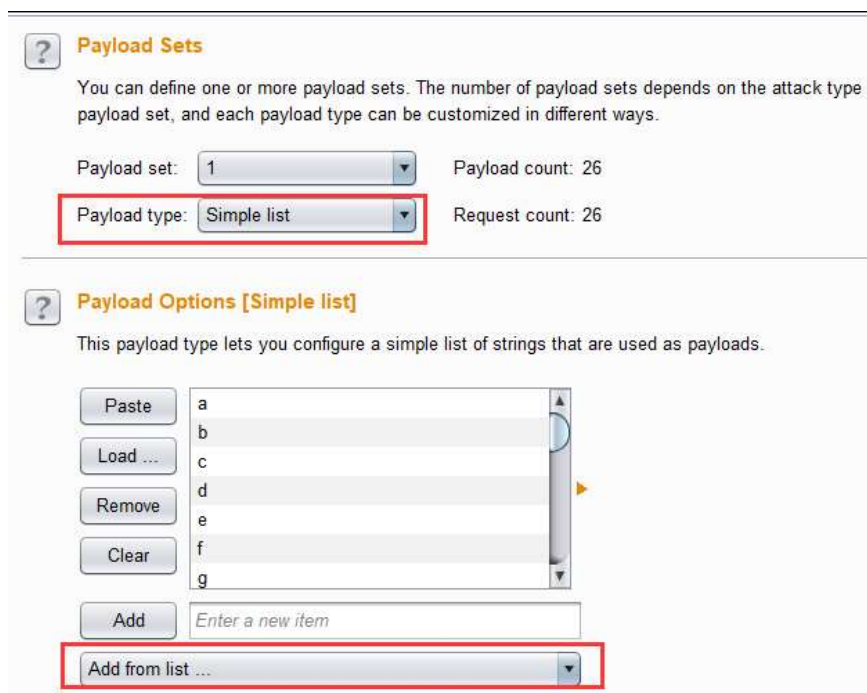 Payload Sets
You can define one or more payload sets. The number of payload sets depends on the attack type
payload set, and each payload type can be customized in different ways.
Payload set: 1 Payload count: 26
Payload type: Simple list Request count: 26
Payload Options [Simple list]
This payload type lets you configure a simple list of strings that are used as payloads.
Paste
a
b
Load ...
c
d
Remove
e
Clear
f
g
Add Enter a new item
Add from list ...